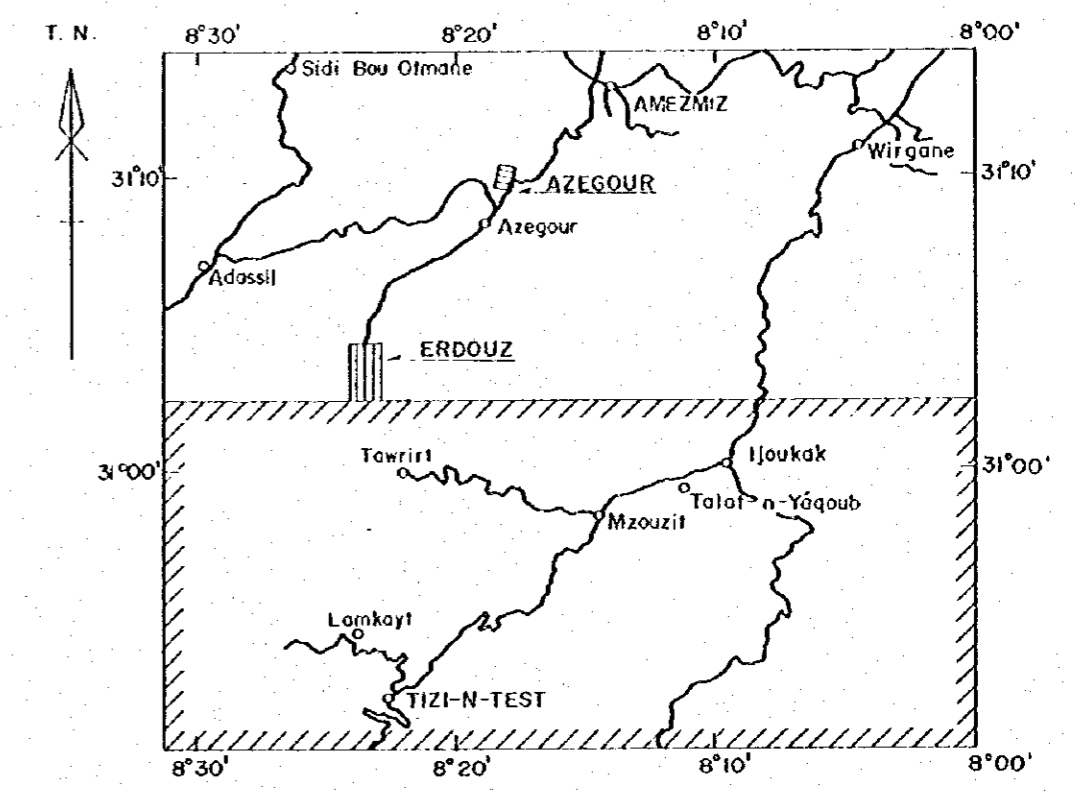 T. N.
8°30' 8°20' 8°10' 8°00'
Sidi Bou Otmane
AMEZMIZ
Wirgane
31°10' 31°10'
AZEGOUR
Azegour
Adassil
ERDOUZ
Tawrirt
Ijoukak
31°00' 31°00'
Talat-n-Yáqoub
Mzouzit
Lamkayt
TIZI-N-TEST
8°30' 8°20' 8°10' 8°00'